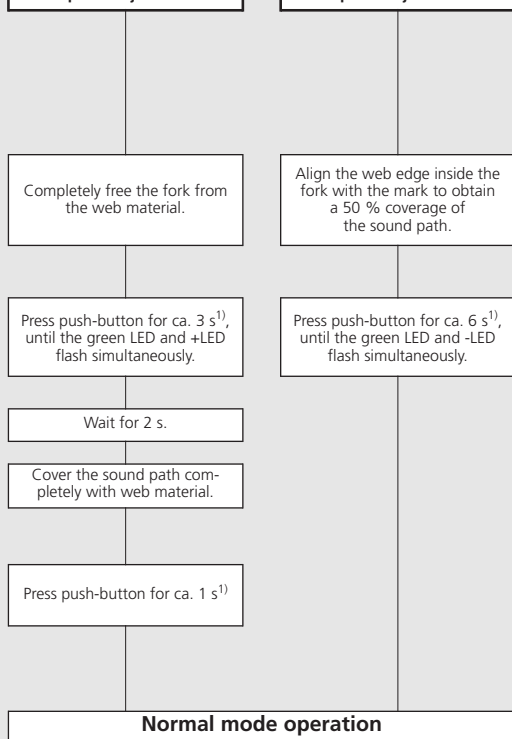 Completely free the fork from
the web material.
Press push-button for ca. 3 s1),
until the green LED and +LED
flash simultaneously.
Wait for 2 s.
Cover the sound path com-
pletely with web material.
Press push-button for ca. 1 s1)
Align the web edge inside the
fork with the mark to obtain
a 50 % coverage of
the sound path.
Press push-button for ca. 6 s1),
until the green LED and -LED
flash simultaneously.
Normal mode operation